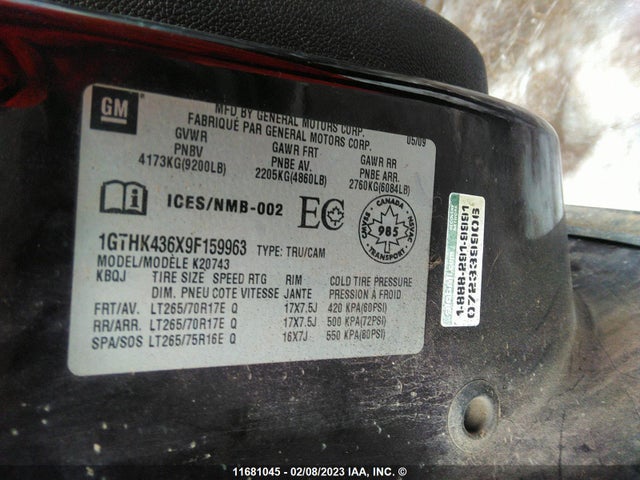 GM
MFD BY GENERAL MOTORS CORP.
FABRIQUÉ PAR GENERAL MOTORS CORP.
05/09
GVWR GAWR FRT GAWR RR
PNBV PNBE AV. PNBE ARR.
4173KG(9200LB) 2205KG(4860LB) 2760KG(6084LB)
ICES/NMB-002
CANADA
985
TRANSPORT
1GTHK436X9F159963 TYPE: TRU/CAM
MODEL/MODÈLE K20743
KBQJ TIRE SIZE SPEED RTG RIM COLD TIRE PRESSURE
DIM. PNEU COTE VITESSE JANTE PRESSION À FROID
FRT/AV. LT265/70R17E Q 17X7.5J 420 KPA(60PSI)
RR/ARR. LT265/70R17E Q 17X7.5J 500 KPA(72PSI)
SPA/SOS LT265/75R16E Q 16X7J 550 KPA(80PSI)
11681045 - 02/08/2023 IAA, INC. ©